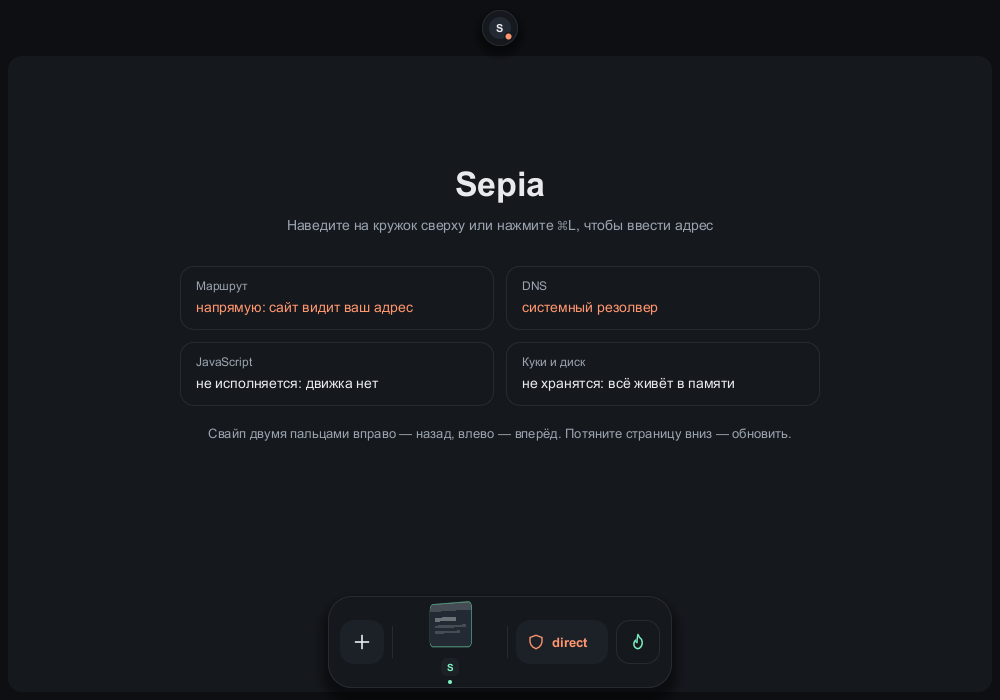 S
Sepia
Наведите на кружок сверху или нажмите ⌘L, чтобы ввести адрес
Маршрут
напрямую: сайт видит ваш адрес
DNS
системный резолвер
JavaScript
не исполняется: движка нет
Куки и диск
не хранятся: всё живёт в памяти
Свайп двумя пальцами вправо — назад, влево — вперёд. Потяните страницу вниз — обновить.
direct
S